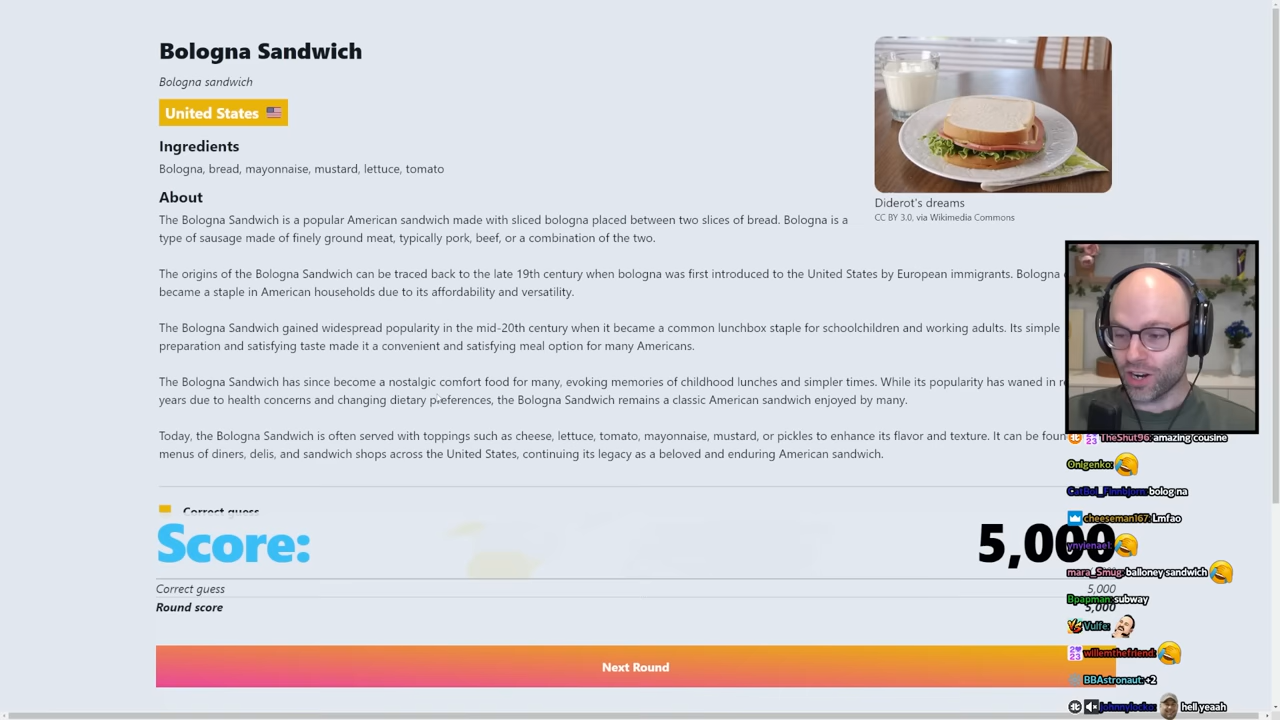 Bologna Sandwich
Bologna sandwich
United States
Ingredients
Bologna, bread, mayonnaise, mustard, lettuce, tomato
About
The Bologna Sandwich is a popular American sandwich made with sliced bologna placed between two slices of bread. Bologna is a
type of sausage made of finely ground meat, typically pork, beef, or a combination of the two.
The origins of the Bologna Sandwich can be traced back to the late 19th century when bologna was first introduced to the United States by European immigrants. Bologna
became a staple in American households due to its affordability and versatility.
The Bologna Sandwich gained widespread popularity in the mid-20th century when it became a common lunchbox staple for schoolchildren and working adults. Its simple
preparation and satisfying taste made it a convenient and satisfying meal option for many Americans.
The Bologna Sandwich has since become a nostalgic comfort food for many, evoking memories of childhood lunches and simpler times. While its popularity has waned in
years due to health concerns and changing dietary preferences, the Bologna Sandwich remains a classic American sandwich enjoyed by many.
Today, the Bologna Sandwich is often served with toppings such as cheese, lettuce, tomato, mayonnaise, mustard, or pickles to enhance its flavor and texture. It can be
menus of diners, delis, and sandwich shops across the United States, continuing its legacy as a beloved and enduring American sandwich.
Diderot's dreams
CC BY 3.0, via Wikimedia Commons
Correct guess
Score: 5,000
Correct guess 5,000
Round score 5,000
Next Round
TheShut96: amazing cousine
Onigenko:
CatBoi_Finnbjorn: bolog na
cheeseman167: Lmfao
ynylenael:
mara_Smug: balloney sandwich
Bpapman: subway
Vulfe:
willemthefriend:
BBAstronaut: +2
johnnylocko: hell yeaah